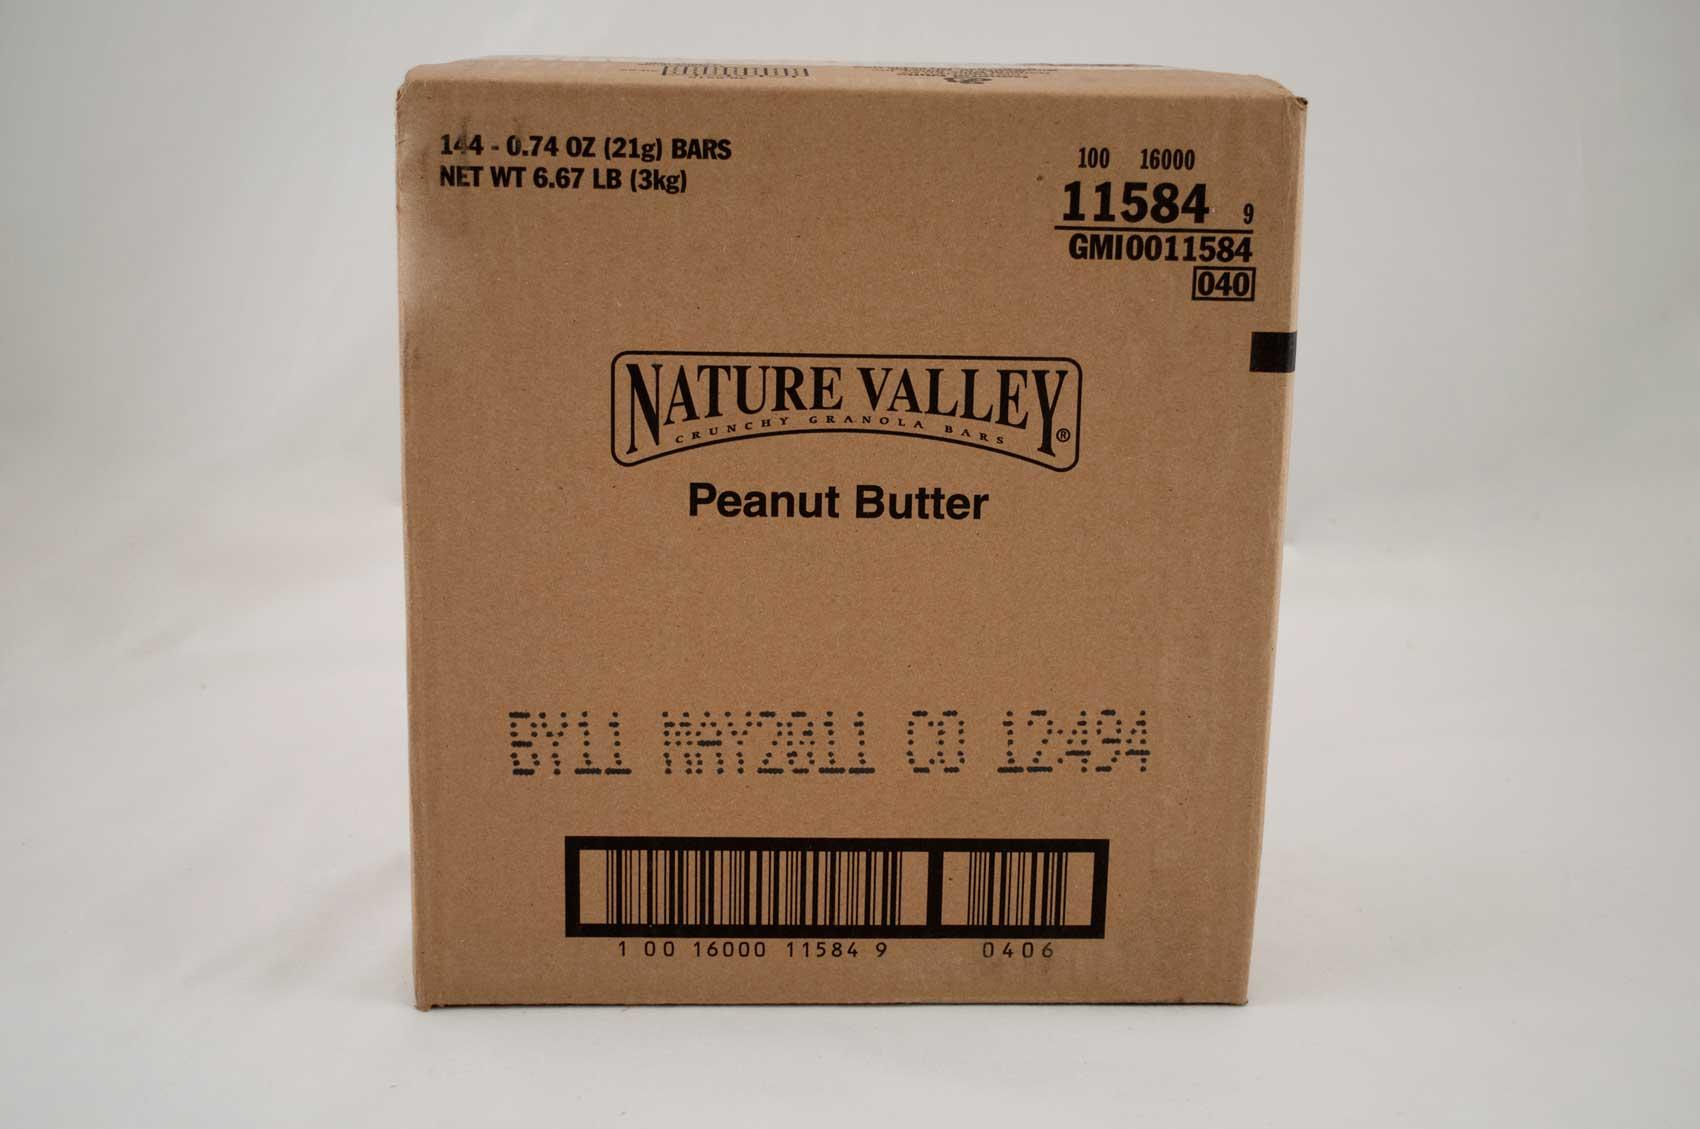 144 - 0.74 OZ (21g) BARS
NET WT 6.67 LB (3kg)
100 16000
11584 9
GMI0011584
040
NATURE VALLEY®
CRUNCHY GRANOLA BARS
Peanut Butter
BY11 MAY2011 CO 12494
1 00 16000 11584 9
0406